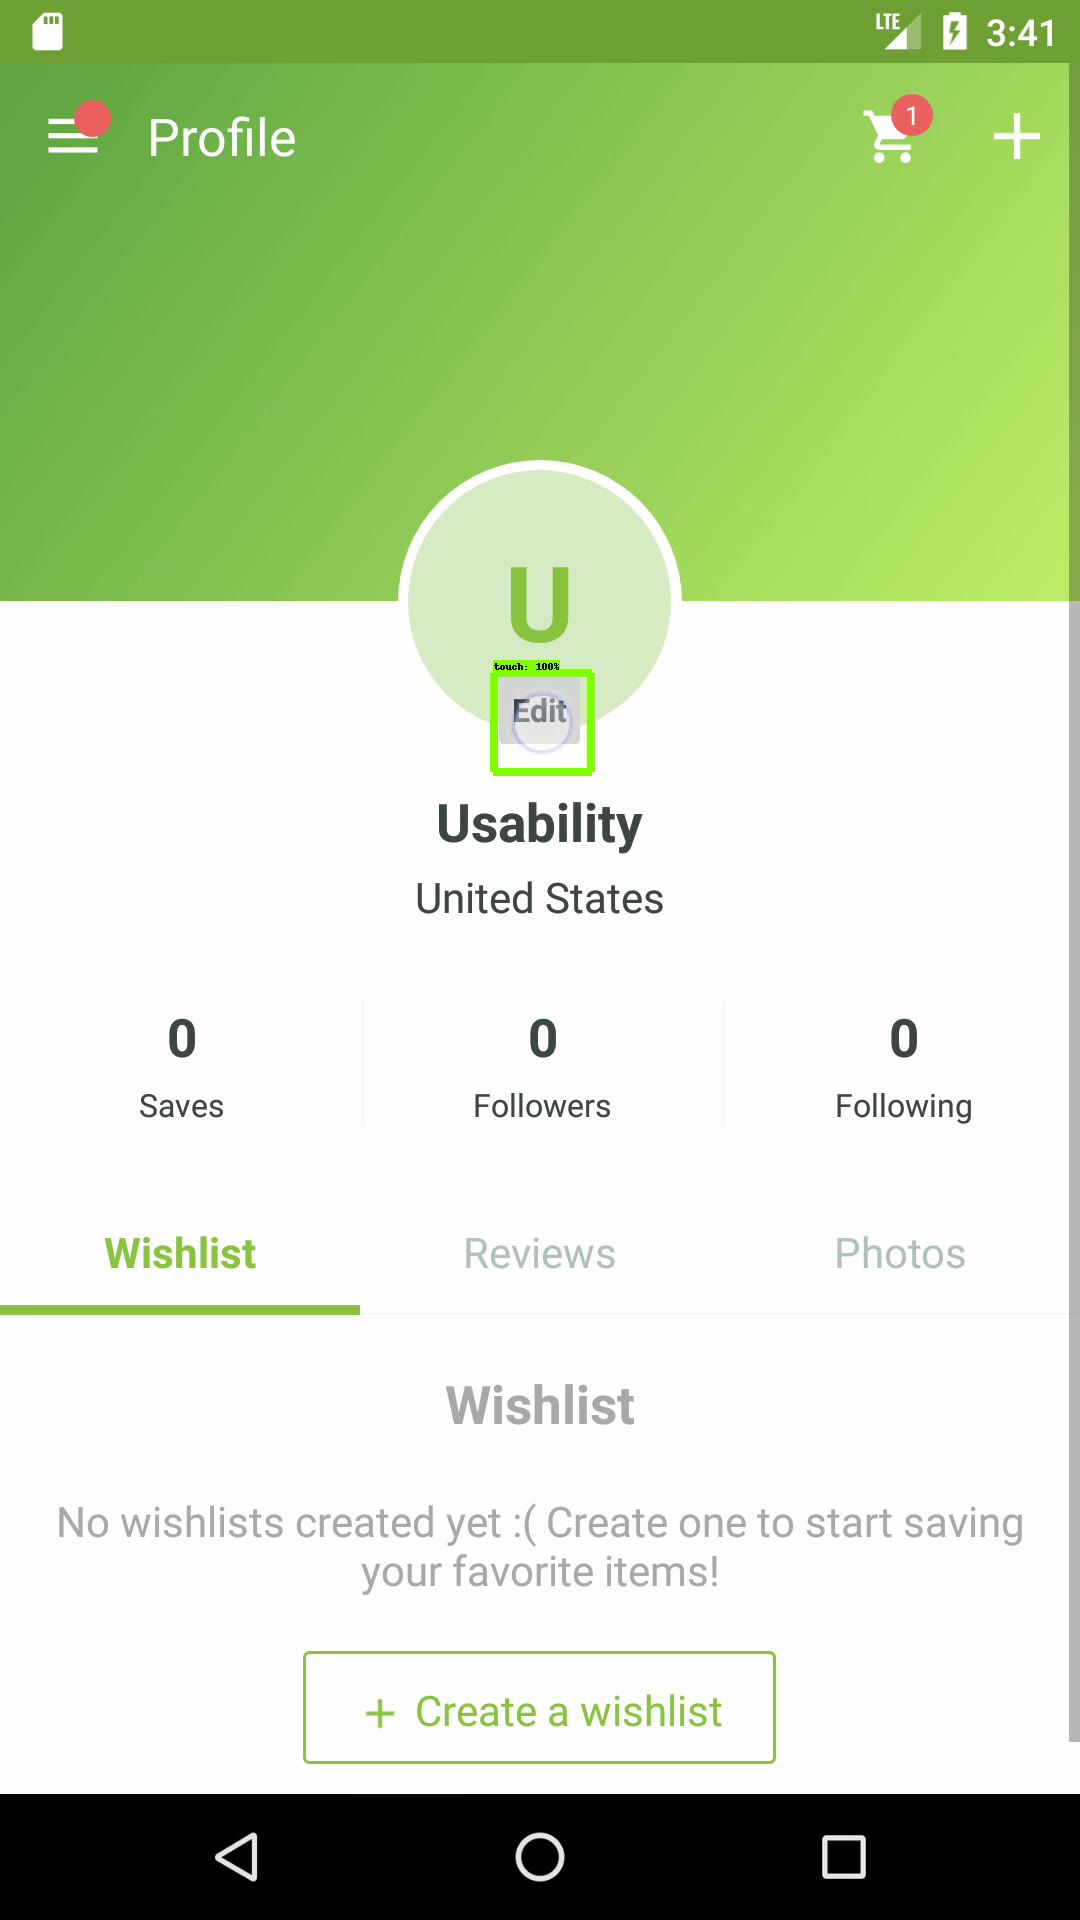 LTE 3:41
Profile 1
U
touch: 100%
Edit
Usability
United States
0 0 0
Saves Followers Following
Wishlist Reviews Photos
Wishlist
No wishlists created yet :( Create one to start saving
your favorite items!
+ Create a wishlist